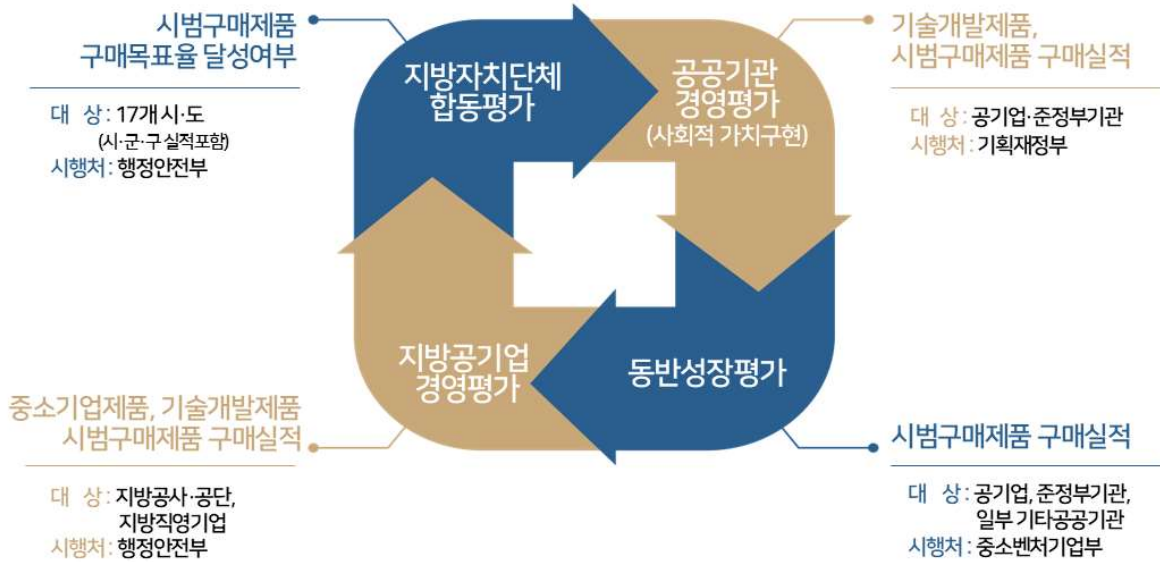 시범구매제품
구매목표율 달성여부
대 상 : 17개 시·도
(시·군·구 실적포함)
시행처 : 행정안전부
지방자치단체
합동평가
공공기관
경영평가
(사회적 가치구현)
기술개발제품,
시범구매제품 구매실적
대 상 : 공기업·준정부기관
시행처 : 기획재정부
지방공기업
경영평가
동반성장평가
중소기업제품, 기술개발제품
시범구매제품 구매실적
대 상 : 지방공사·공단,
지방직영기업
시행처 : 행정안전부
시범구매제품 구매실적
대 상 : 공기업, 준정부기관,
일부 기타공공기관
시행처 : 중소벤처기업부